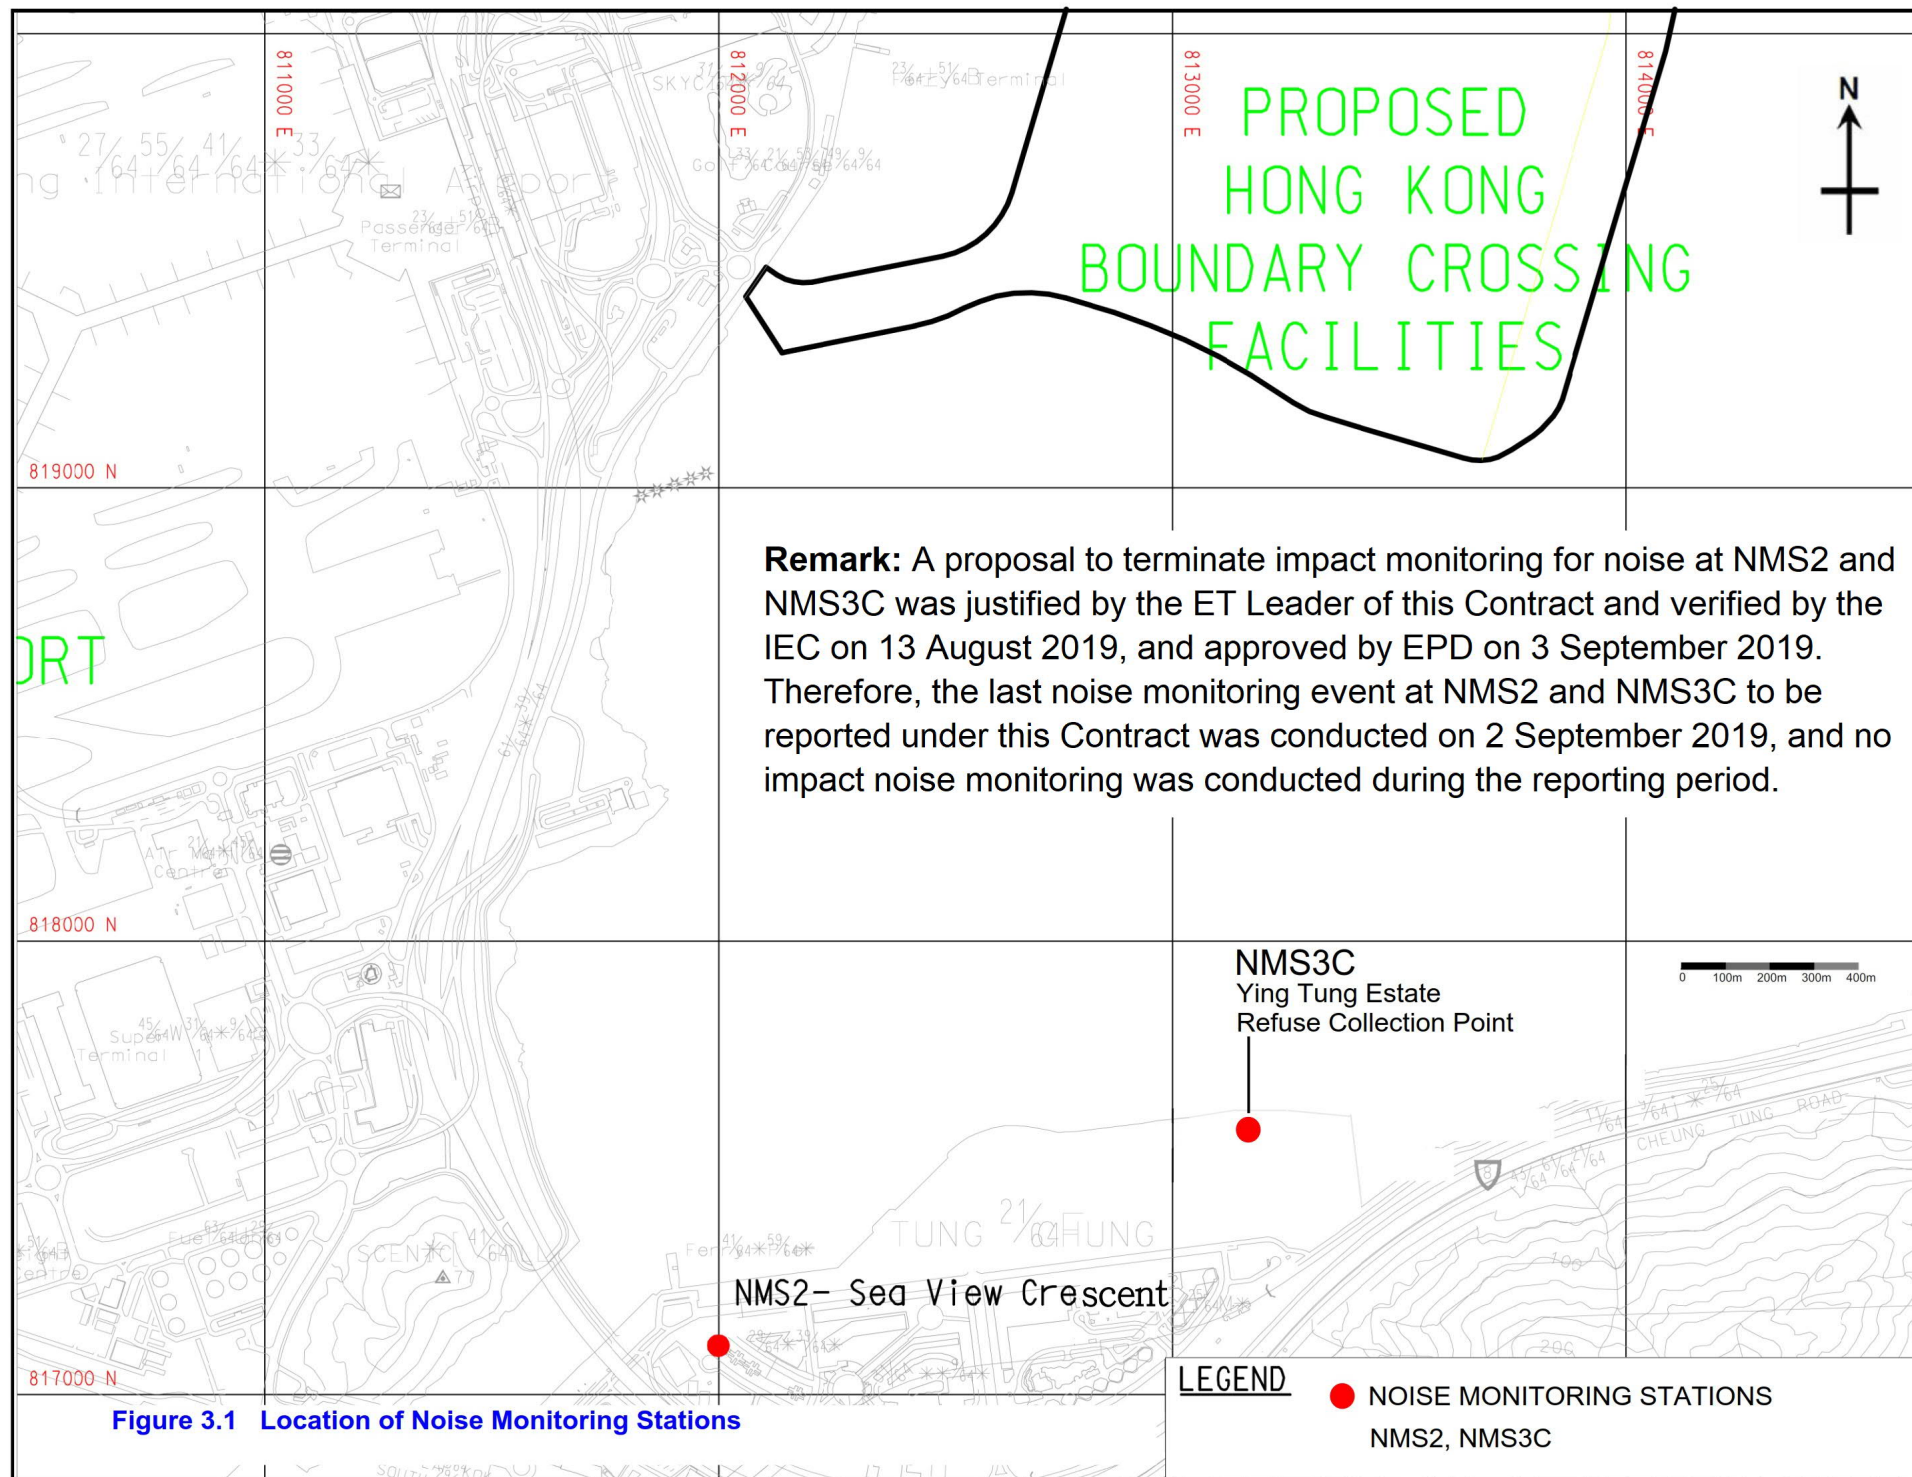 811000 E
812000 E
813000 E
814000 E
N
PROPOSED
HONG KONG
BOUNDARY CROSSING
FACILITIES
Passenger
Terminal
819000 N
Remark: A proposal to terminate impact monitoring for noise at NMS2 and
NMS3C was justified by the ET Leader of this Contract and verified by the
IEC on 13 August 2019, and approved by EPD on 3 September 2019.
Therefore, the last noise monitoring event at NMS2 and NMS3C to be
reported under this Contract was conducted on 2 September 2019, and no
impact noise monitoring was conducted during the reporting period.
ORT
818000 N
NMS3C
Ying Tung Estate
Refuse Collection Point
0 100m 200m 300m 400m
Terminal 1
CHEUNG TUNG ROAD
8
TUNG
NMS2- Sea View Crescent
100
200
817000 N
LEGEND
NOISE MONITORING STATIONS
NMS2, NMS3C
Figure 3.1 Location of Noise Monitoring Stations